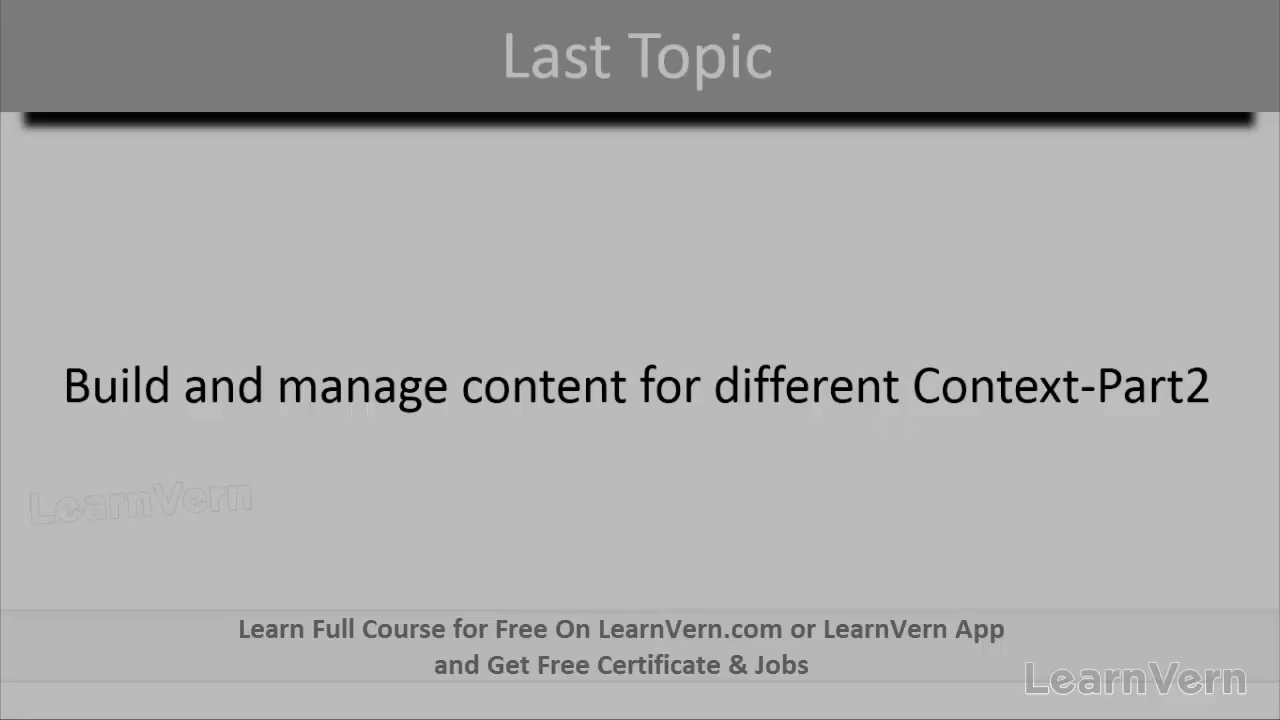 Last Topic
Build and manage content for different Context-Part2
LearnVern
Learn Full Course for Free On LearnVern.com or LearnVern App
and Get Free Certificate & Jobs
LearnVern